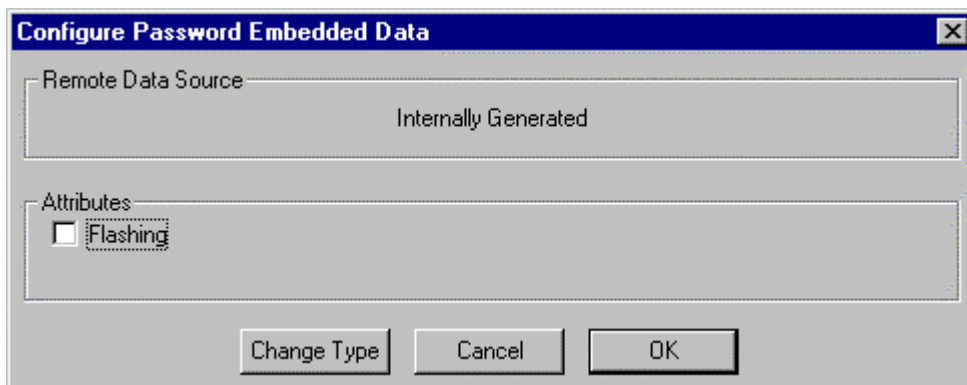 Configure Password Embedded Data
Remote Data Source
Internally Generated
Attributes
Flashing
Change Type Cancel OK